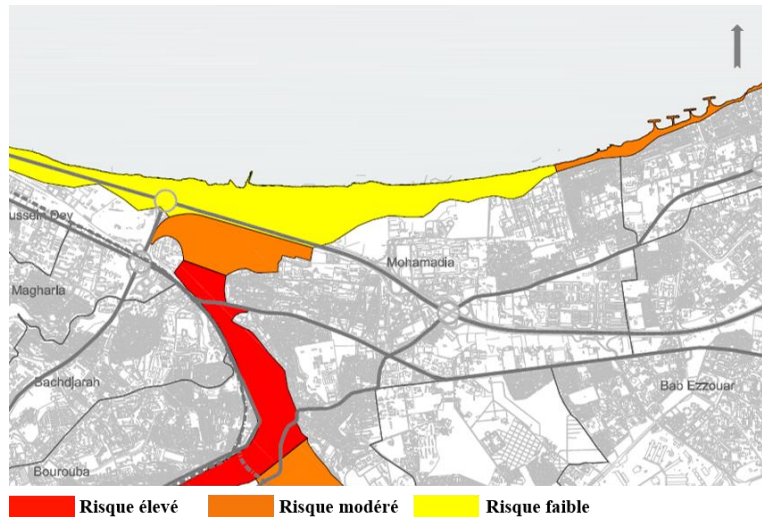 ussein Dey
Mohamadia
Magharia
Bachdjarah
Bab Ezzouar
Bourouba
Risque élevé
Risque modéré
Risque faible